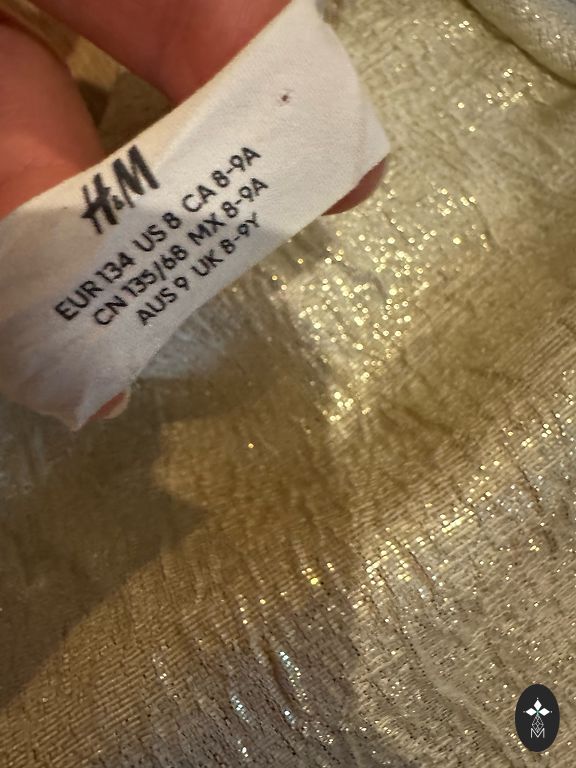 H&M
EUR 134 US 8 CA 8-9A
CN 135/68 MX 8-9A
AUS 9 UK 8-9Y
M